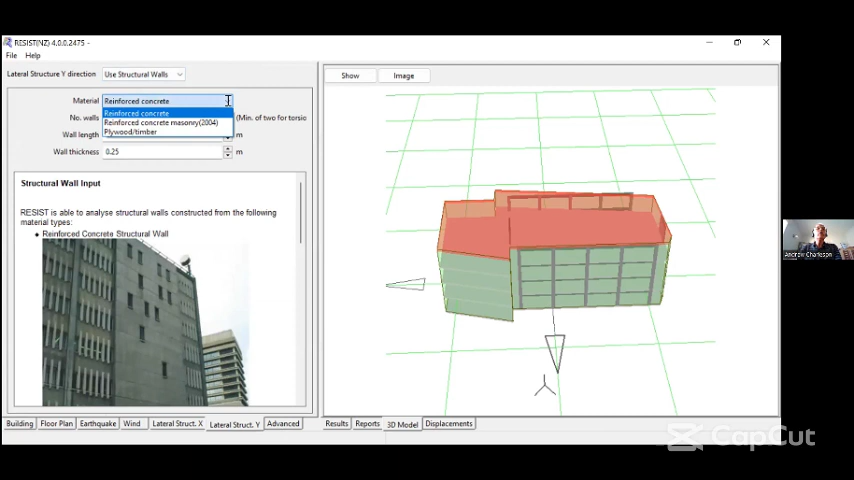 RESIST(NZ) 4.0.0.2475 -
File Help
Lateral Structure Y direction Use Structural Walls
Show Image
Material Reinforced concrete
Reinforced concrete
No. walls (Min. of two for torsio
Reinforced concrete masonry(2004)
Plywood/timber
Wall length m
Wall thickness 0.25 m
Structural Wall Input
RESIST is able to analyse structural walls constructed from the following
material types:
Reinforced Concrete Structural Wall
Andrew Charleson
Building Floor Plan Earthquake Wind Lateral Struct. X Lateral Struct. Y Advanced
Results Reports 3D Model Displacements
CapCut